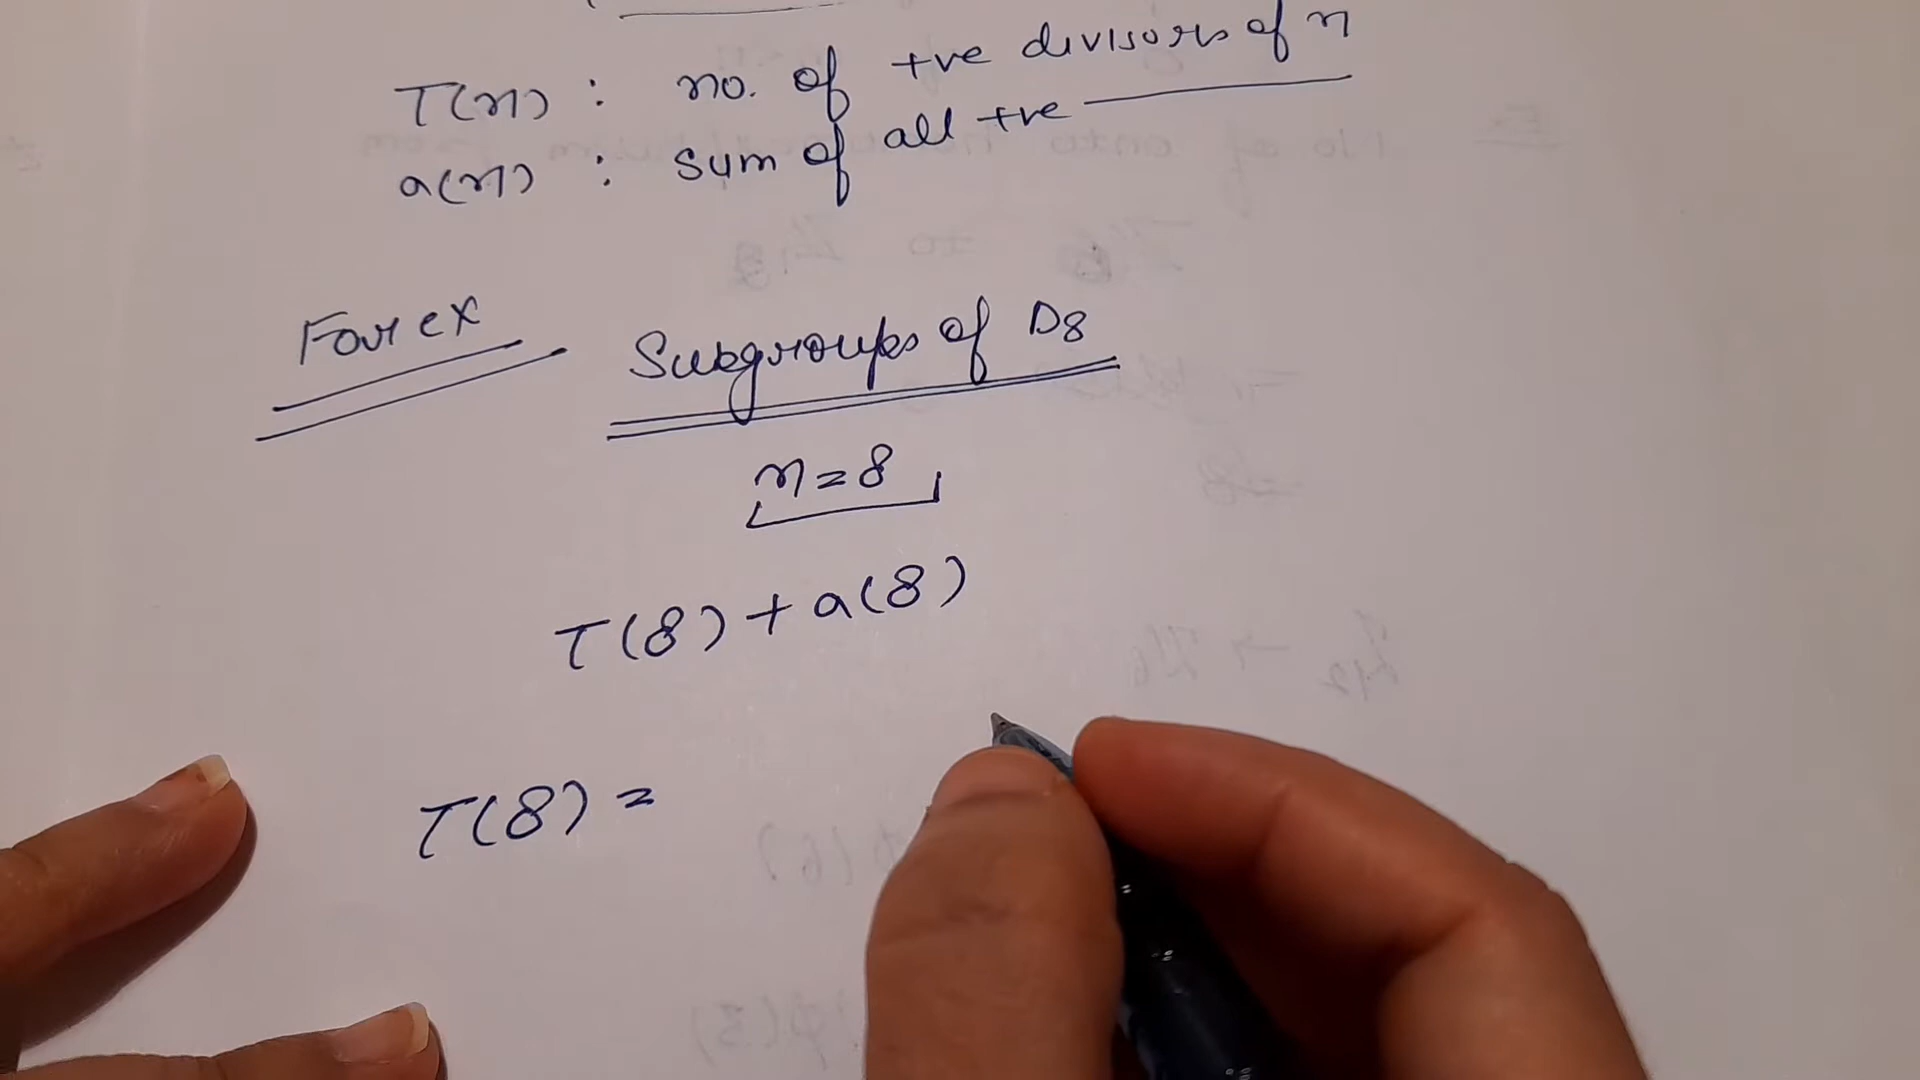 T(n) : no. of +ve divisors of n
a(n) : sum of all +ve
For ex
Subgroups of D8
n=8
T(8) + a(8)
T(8) =